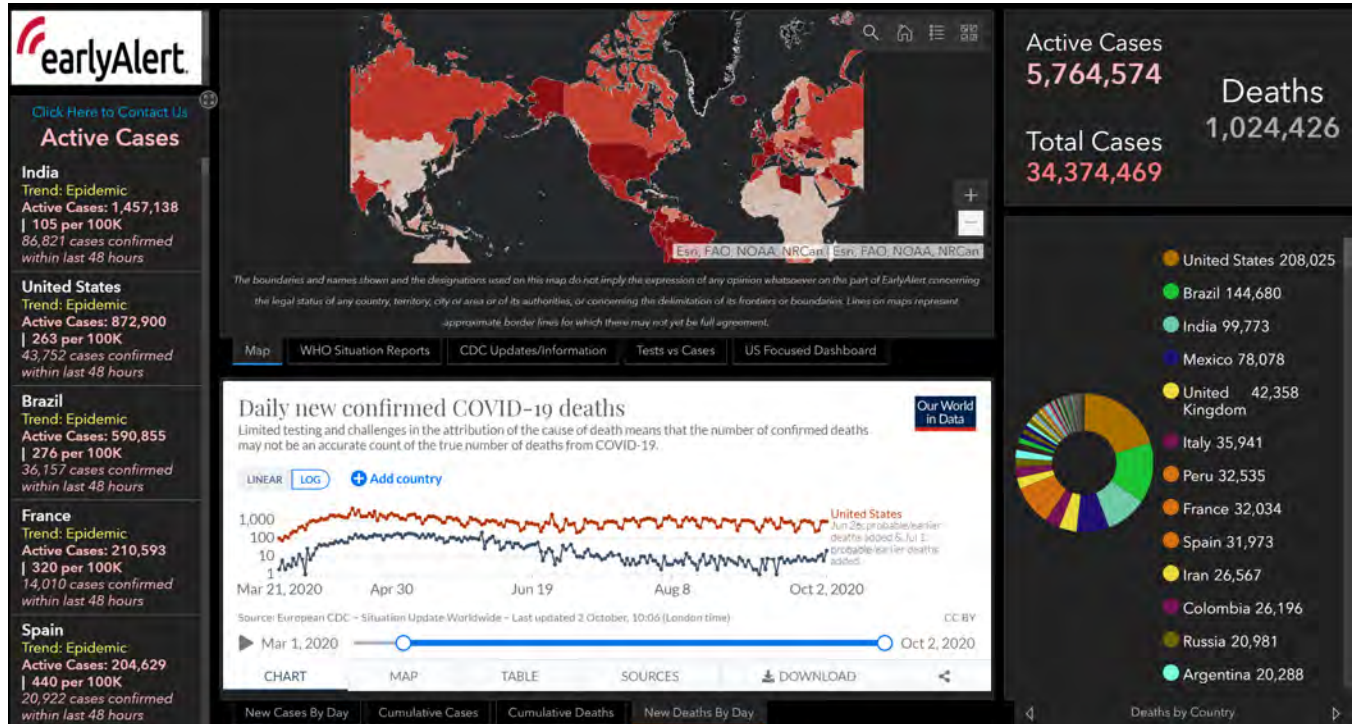 earlyAlert.
Click Here to Contact Us
Active Cases
India
Trend: Epidemic
Active Cases: 1,457,138
| 105 per 100K
86,821 cases confirmed
within last 48 hours
United States
Trend: Epidemic
Active Cases: 872,900
| 263 per 100K
43,752 cases confirmed
within last 48 hours
Brazil
Trend: Epidemic
Active Cases: 590,855
| 276 per 100K
36,157 cases confirmed
within last 48 hours
France
Trend: Epidemic
Active Cases: 210,593
| 320 per 100K
14,010 cases confirmed
within last 48 hours
Spain
Trend: Epidemic
Active Cases: 204,629
| 440 per 100K
20,922 cases confirmed
within last 48 hours
Esri, FAO, NOAA, NRCan | Esri, FAO, NOAA, NRCan
The boundaries and names shown and the designations used on this map do not imply the expression of any opinion whatsoever on the part of EarlyAlert concerning
the legal status of any country, territory, city or area or of its authorities, or concerning the delimitation of its frontiers or boundaries. Lines on maps represent
approximate border lines for which there may not yet be full agreement.
Map
WHO Situation Reports
CDC Updates/Information
Tests vs Cases
US Focused Dashboard
Daily new confirmed COVID-19 deaths
Limited testing and challenges in the attribution of the cause of death means that the number of confirmed deaths
may not be an accurate count of the true number of deaths from COVID-19.
Our World
in Data
LINEAR LOG
Add country
1,000
100
10
1
United States
Jun 26: probable/earlier
deaths added & Jul 1:
probable/earlier deaths
added
Mar 21, 2020 Apr 30 Jun 19 Aug 8 Oct 2, 2020
Source: European CDC – Situation Update Worldwide – Last updated 2 October, 10:06 (London time) CC BY
Mar 1, 2020 Oct 2, 2020
CHART MAP TABLE SOURCES DOWNLOAD
New Cases By Day
Cumulative Cases
Cumulative Deaths
New Deaths By Day
Active Cases
5,764,574
Total Cases
34,374,469
Deaths
1,024,426
United States 208,025
Brazil 144,680
India 99,773
Mexico 78,078
United 42,358
Kingdom
Italy 35,941
Peru 32,535
France 32,034
Spain 31,973
Iran 26,567
Colombia 26,196
Russia 20,981
Argentina 20,288
Deaths by Country